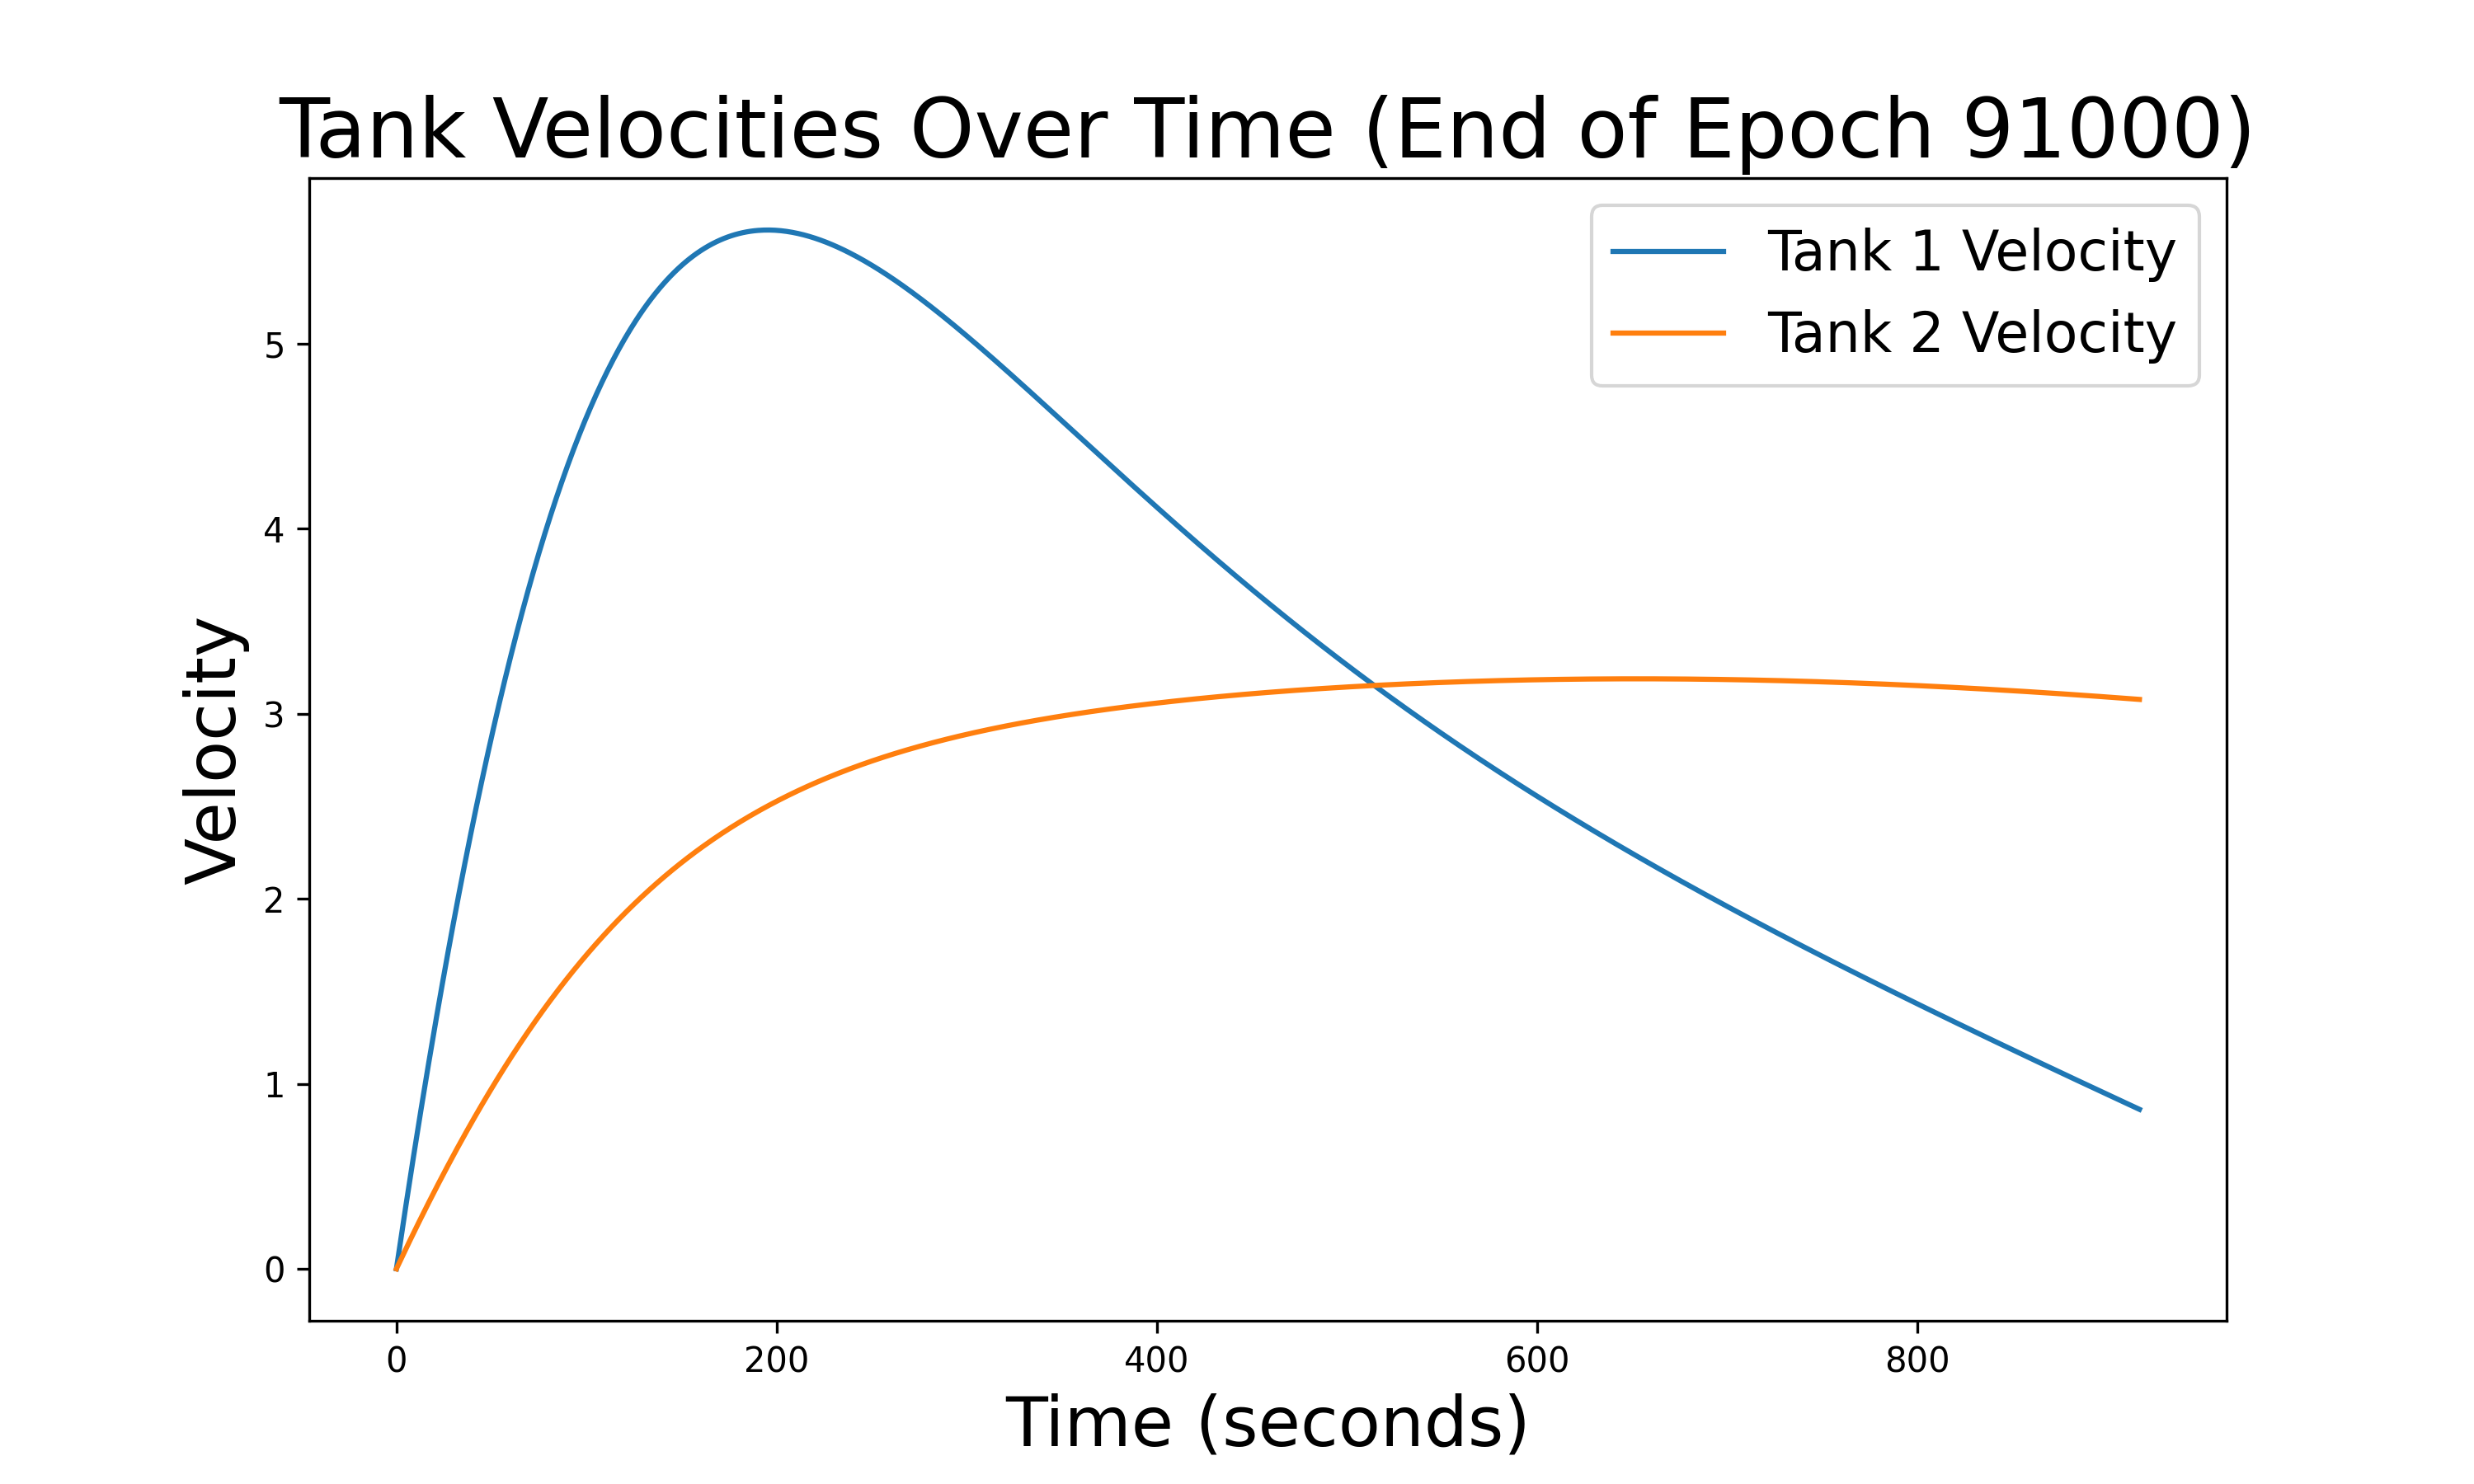 Tank Velocities Over Time (End of Epoch 91000)
Tank 1 Velocity
Tank 2 Velocity
Velocity
5
4
3
2
1
0
0 200 400 600 800
Time (seconds)